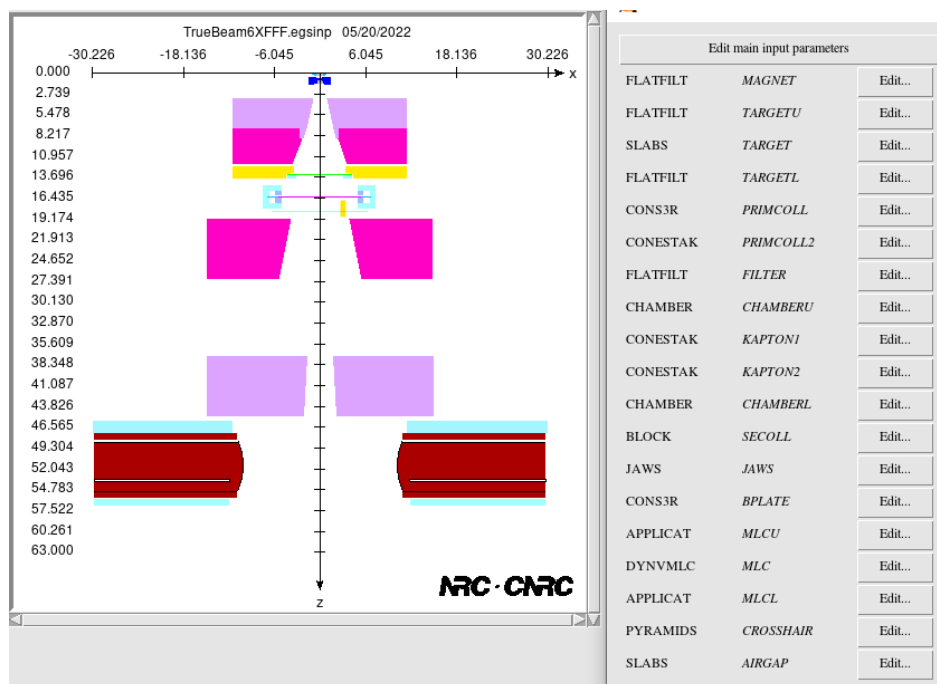 TrueBeam6XFFF.egsinp 05/20/2022
-30.226 -18.136 -6.045 6.045 18.136 30.226
x
0.000
2.739
5.478
8.217
10.957
13.696
16.435
19.174
21.913
24.652
27.391
30.130
32.870
35.609
38.348
41.087
43.826
46.565
49.304
52.043
54.783
57.522
60.261
63.000
z
NRC·CNRC
Edit main input parameters
FLATFILT MAGNET Edit...
FLATFILT TARGETU Edit...
SLABS TARGET Edit...
FLATFILT TARGETL Edit...
CONS3R PRIMCOLL Edit...
CONESTAK PRIMCOLL2 Edit...
FLATFILT FILTER Edit...
CHAMBER CHAMBERU Edit...
CONESTAK KAPTON1 Edit...
CONESTAK KAPTON2 Edit...
CHAMBER CHAMBERL Edit...
BLOCK SECOLL Edit...
JAWS JAWS Edit...
CONS3R BPLATE Edit...
APPLICAT MLCU Edit...
DYNVMLC MLC Edit...
APPLICAT MLCL Edit...
PYRAMIDS CROSSHAIR Edit...
SLABS AIRGAP Edit...